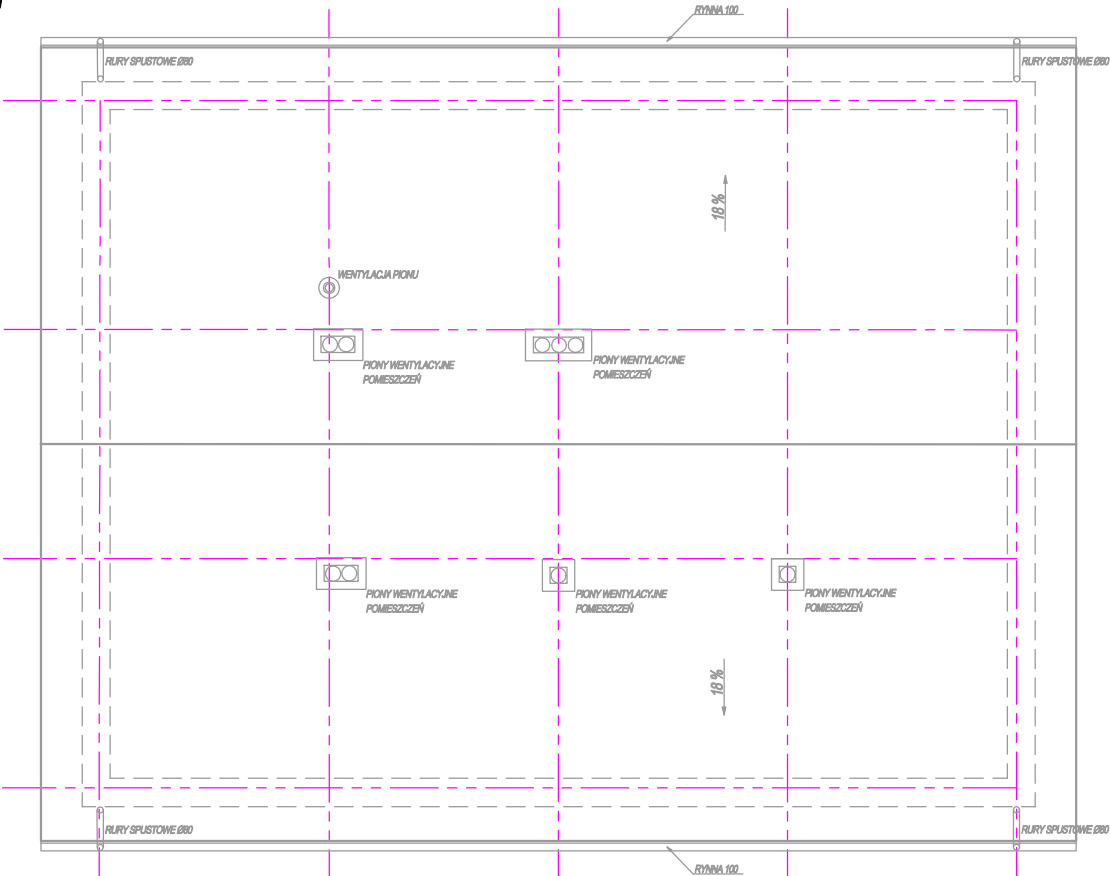 RYNNA 100
RURY SPUSTOWE Ø80
RURY SPUSTOWE Ø80
18 %
WENTYLACJA PIONU
PIONY WENTYLACYJNE
POMIESZCZEŃ
PIONY WENTYLACYJNE
POMIESZCZEŃ
PIONY WENTYLACYJNE
POMIESZCZEŃ
PIONY WENTYLACYJNE
POMIESZCZEŃ
PIONY WENTYLACYJNE
POMIESZCZEŃ
18 %
RURY SPUSTOWE Ø80
RURY SPUSTOWE Ø80
RYNNA 100